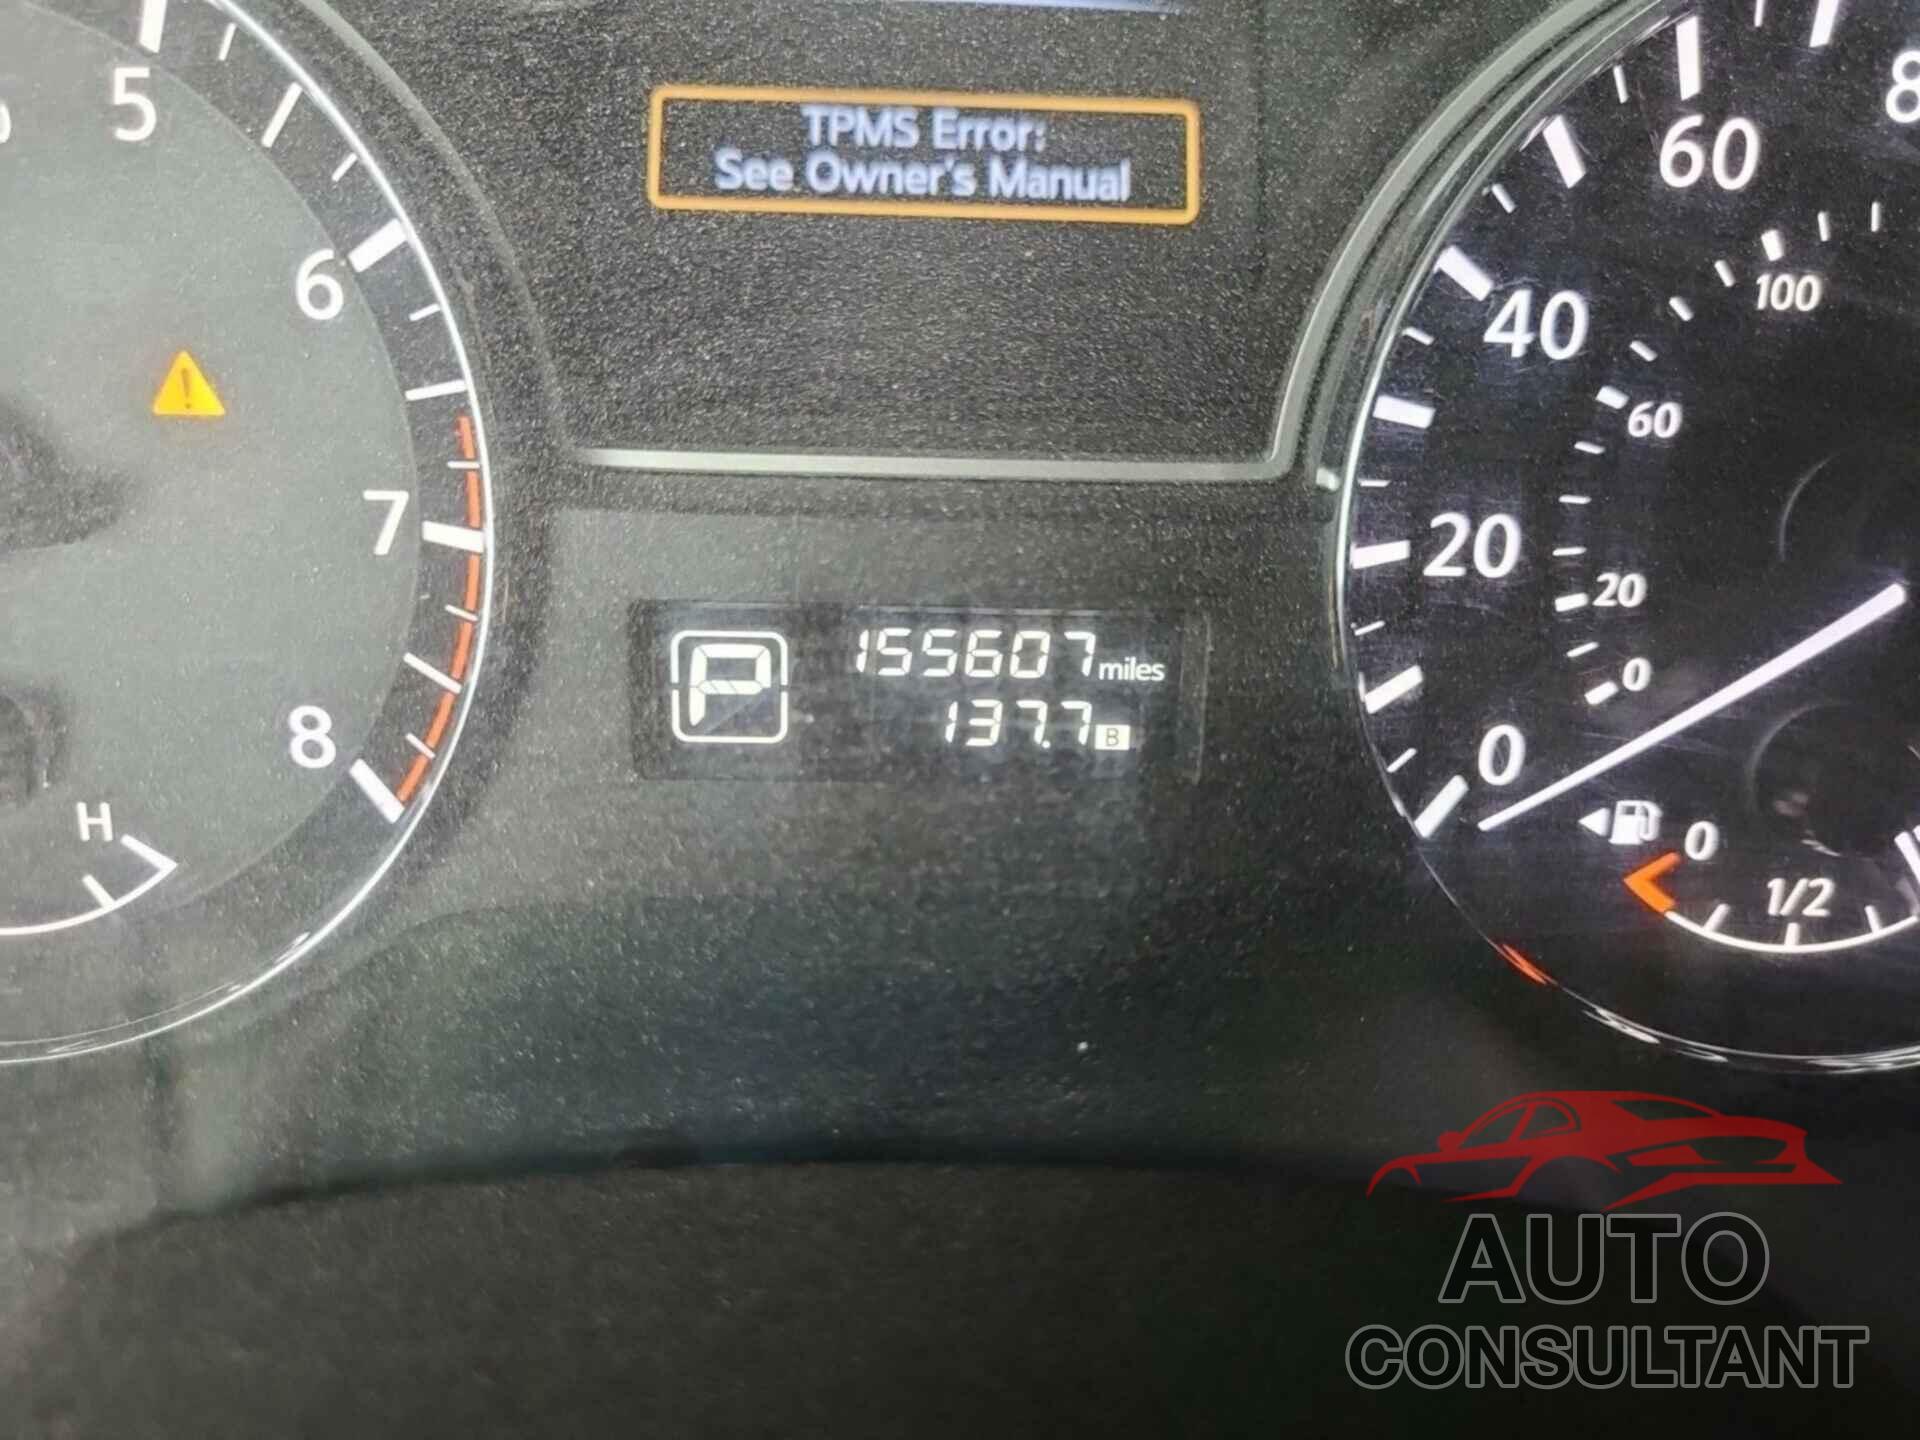 TPMS Error:
See Owner's Manual
5
6
7
8
H
8
60
40
20
0
100
60
20
0
P
155607 miles
137.7 B
0
1/2
AUTO
CONSULTANT